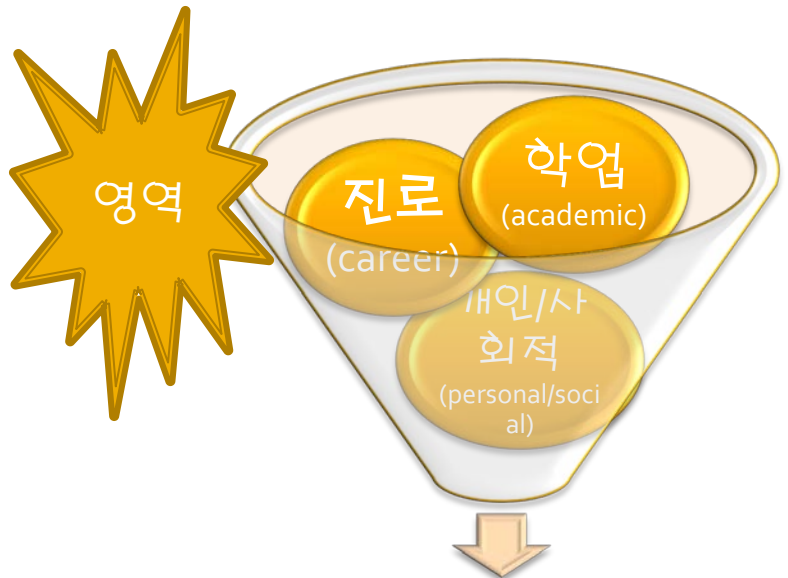 영역
진로
(career)
학업
(academic)
개인/사
회적
(personal/soci
al)